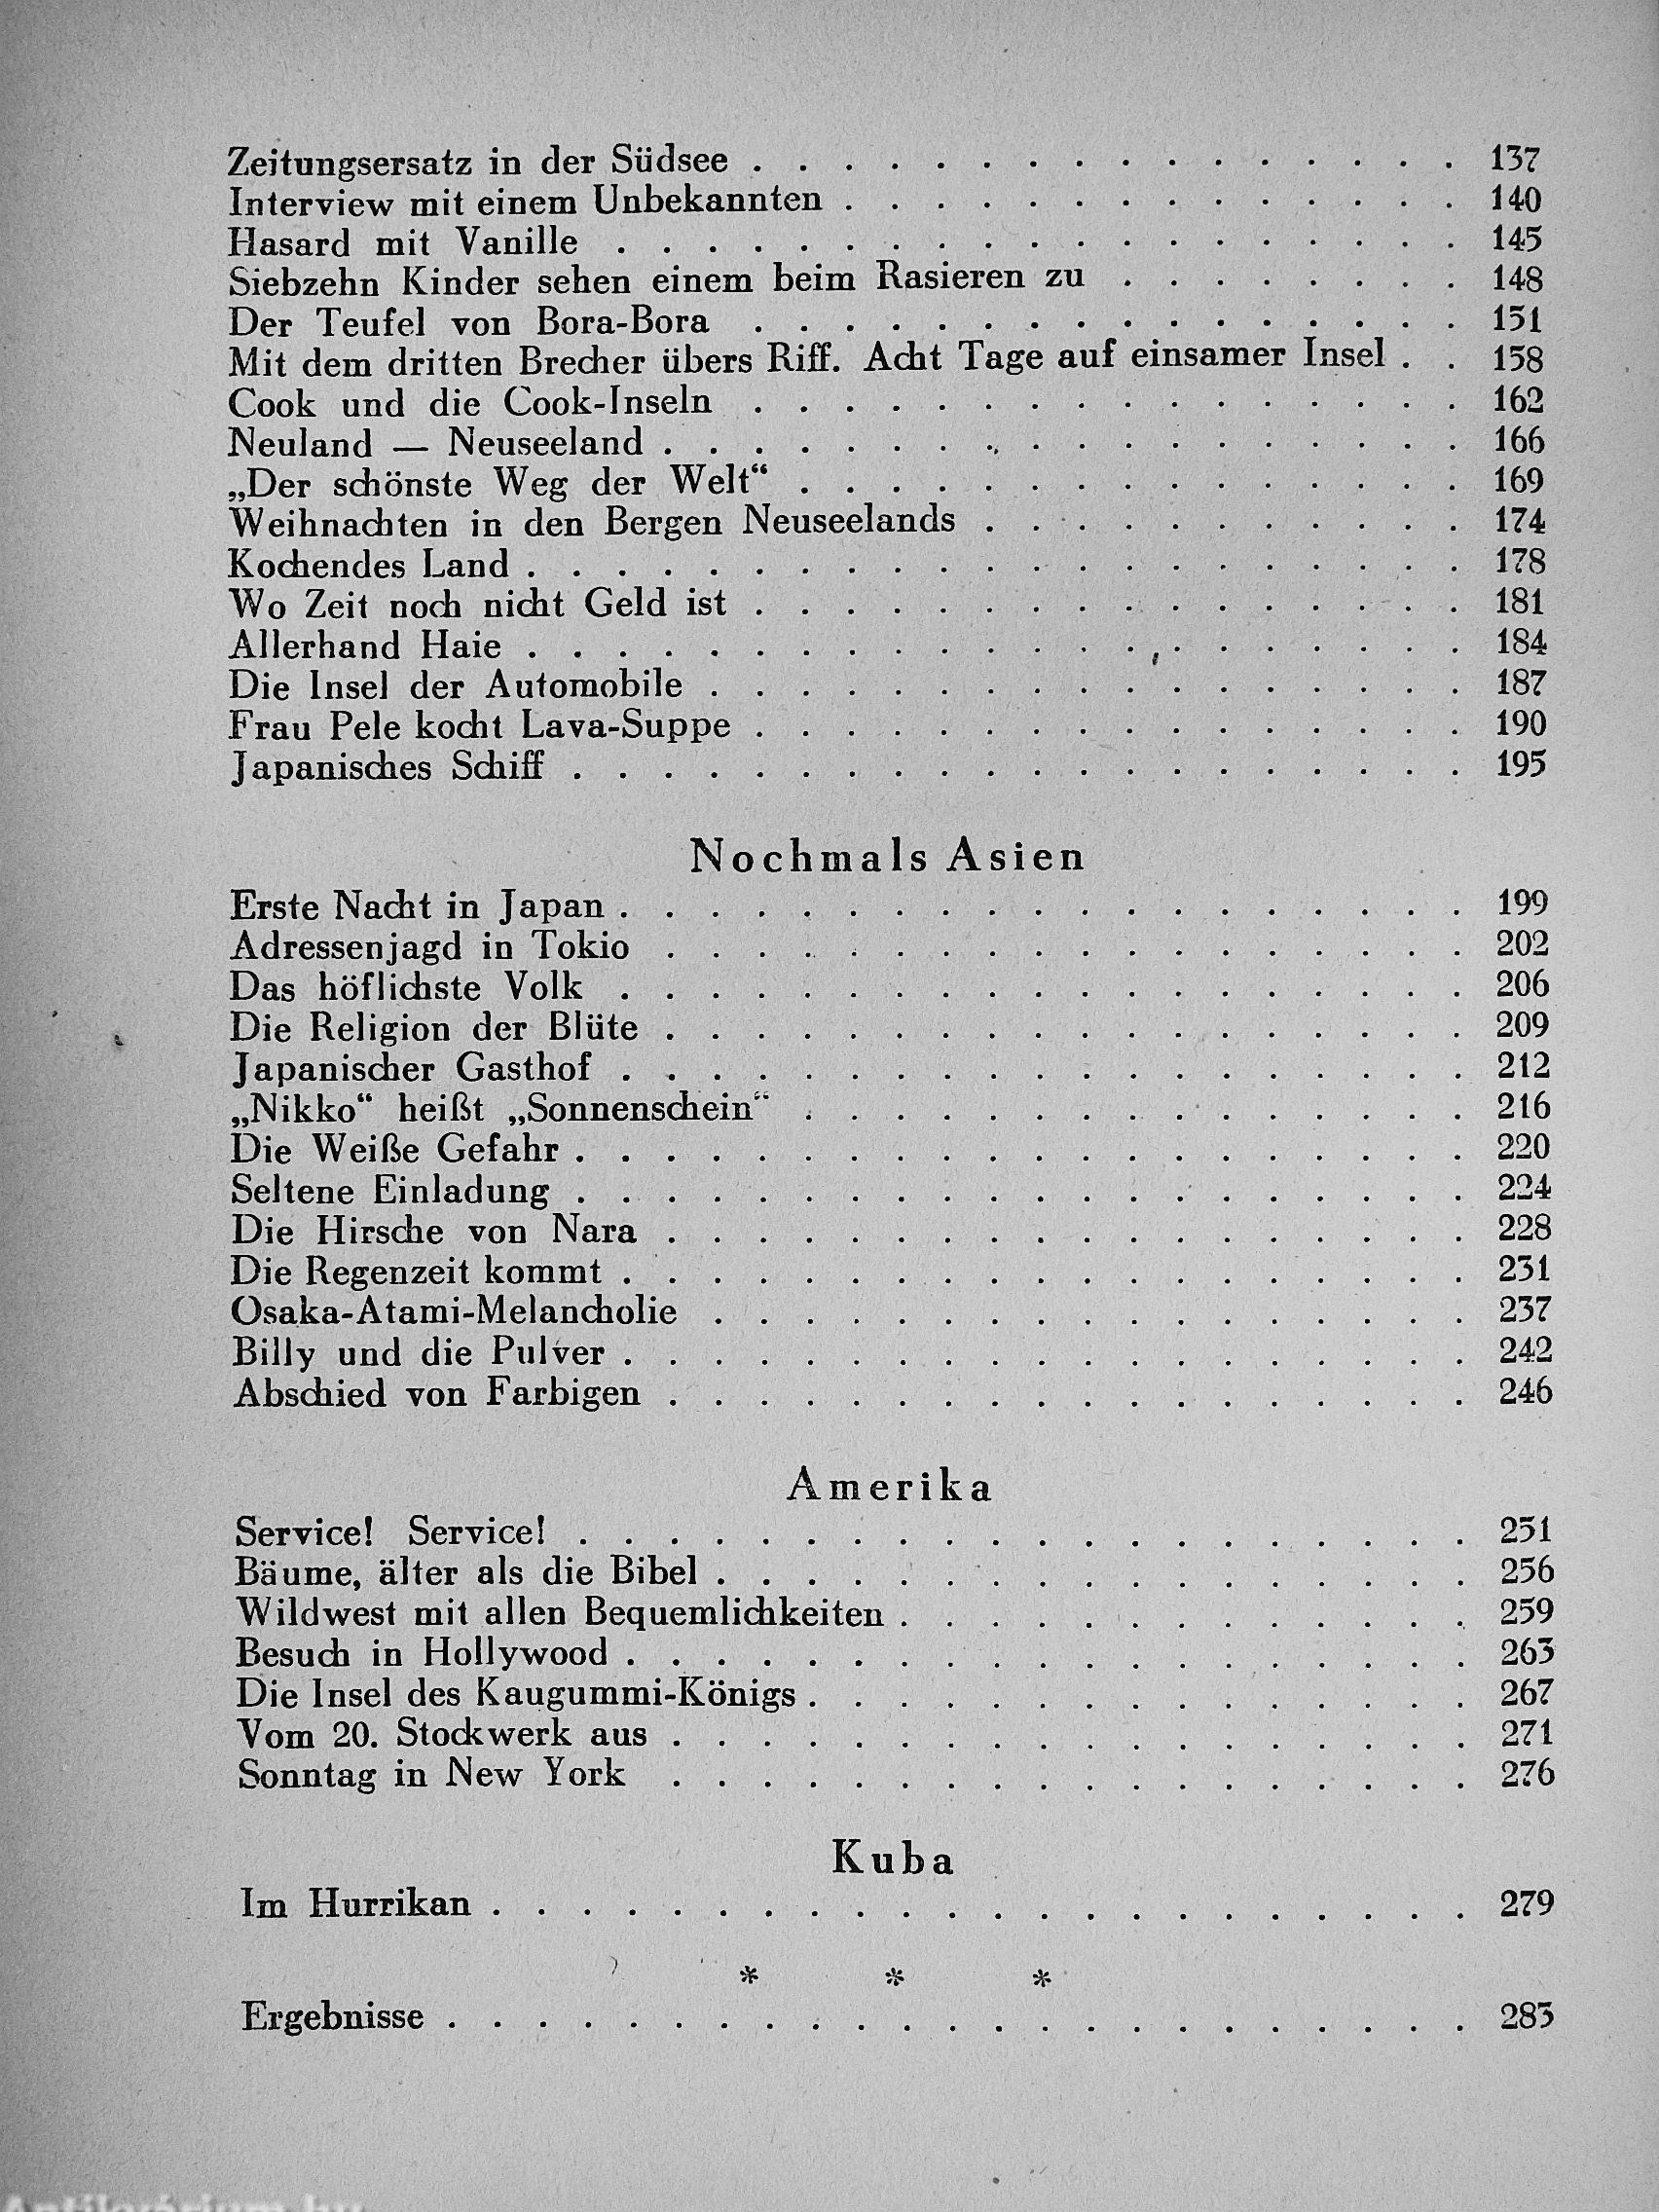 Zeitungsersatz in der Südsee . . . . . . . . . . . . . . . . 137
Interview mit einem Unbekannten . . . . . . . . . . . . . . 140
Hasard mit Vanille . . . . . . . . . . . . . . . . . . . 145
Siebzehn Kinder sehen einem beim Rasieren zu . . . . . . . . 148
Der Teufel von Bora-Bora . . . . . . . . . . . . . . . . 151
Mit dem dritten Brecher übers Riff. Acht Tage auf einsamer Insel . . 158
Cook und die Cook-Inseln . . . . . . . . . . . . . . . . 162
Neuland — Neuseeland . . . . . . . . . . . . . . . . . . 166
„Der schönste Weg der Welt“ . . . . . . . . . . . . . . . 169
Weihnachten in den Bergen Neuseelands . . . . . . . . . . . 174
Kochendes Land . . . . . . . . . . . . . . . . . . . . . 178
Wo Zeit noch nicht Geld ist . . . . . . . . . . . . . . . . 181
Allerhand Haie . . . . . . . . . . . . . . . . . . . . . 184
Die Insel der Automobile . . . . . . . . . . . . . . . . . 187
Frau Pele kocht Lava-Suppe . . . . . . . . . . . . . . . . 190
Japanisches Schiff . . . . . . . . . . . . . . . . . . . . 195
Nochmals Asien
Erste Nacht in Japan . . . . . . . . . . . . . . . . . . . 199
Adressenjagd in Tokio . . . . . . . . . . . . . . . . . . 202
Das höflichste Volk . . . . . . . . . . . . . . . . . . . 206
Die Religion der Blüte . . . . . . . . . . . . . . . . . . 209
Japanischer Gasthof . . . . . . . . . . . . . . . . . . . 212
„Nikko“ heißt „Sonnenschein“ . . . . . . . . . . . . . . . 216
Die Weiße Gefahr . . . . . . . . . . . . . . . . . . . . 220
Seltene Einladung . . . . . . . . . . . . . . . . . . . . 224
Die Hirsche von Nara . . . . . . . . . . . . . . . . . . 228
Die Regenzeit kommt . . . . . . . . . . . . . . . . . . . 231
Osaka-Atami-Melancholie . . . . . . . . . . . . . . . . . 237
Billy und die Pulver . . . . . . . . . . . . . . . . . . . 242
Abschied von Farbigen . . . . . . . . . . . . . . . . . . 246
Amerika
Service! Service! . . . . . . . . . . . . . . . . . . . . 251
Bäume, älter als die Bibel . . . . . . . . . . . . . . . . . 256
Wildwest mit allen Bequemlichkeiten . . . . . . . . . . . . . 259
Besuch in Hollywood . . . . . . . . . . . . . . . . . . . 263
Die Insel des Kaugummi-Königs . . . . . . . . . . . . . . . 267
Vom 20. Stockwerk aus . . . . . . . . . . . . . . . . . . 271
Sonntag in New York . . . . . . . . . . . . . . . . . . 276
Kuba
Im Hurrikan . . . . . . . . . . . . . . . . . . . . . . 279
* * *
Ergebnisse . . . . . . . . . . . . . . . . . . . . . . . 283